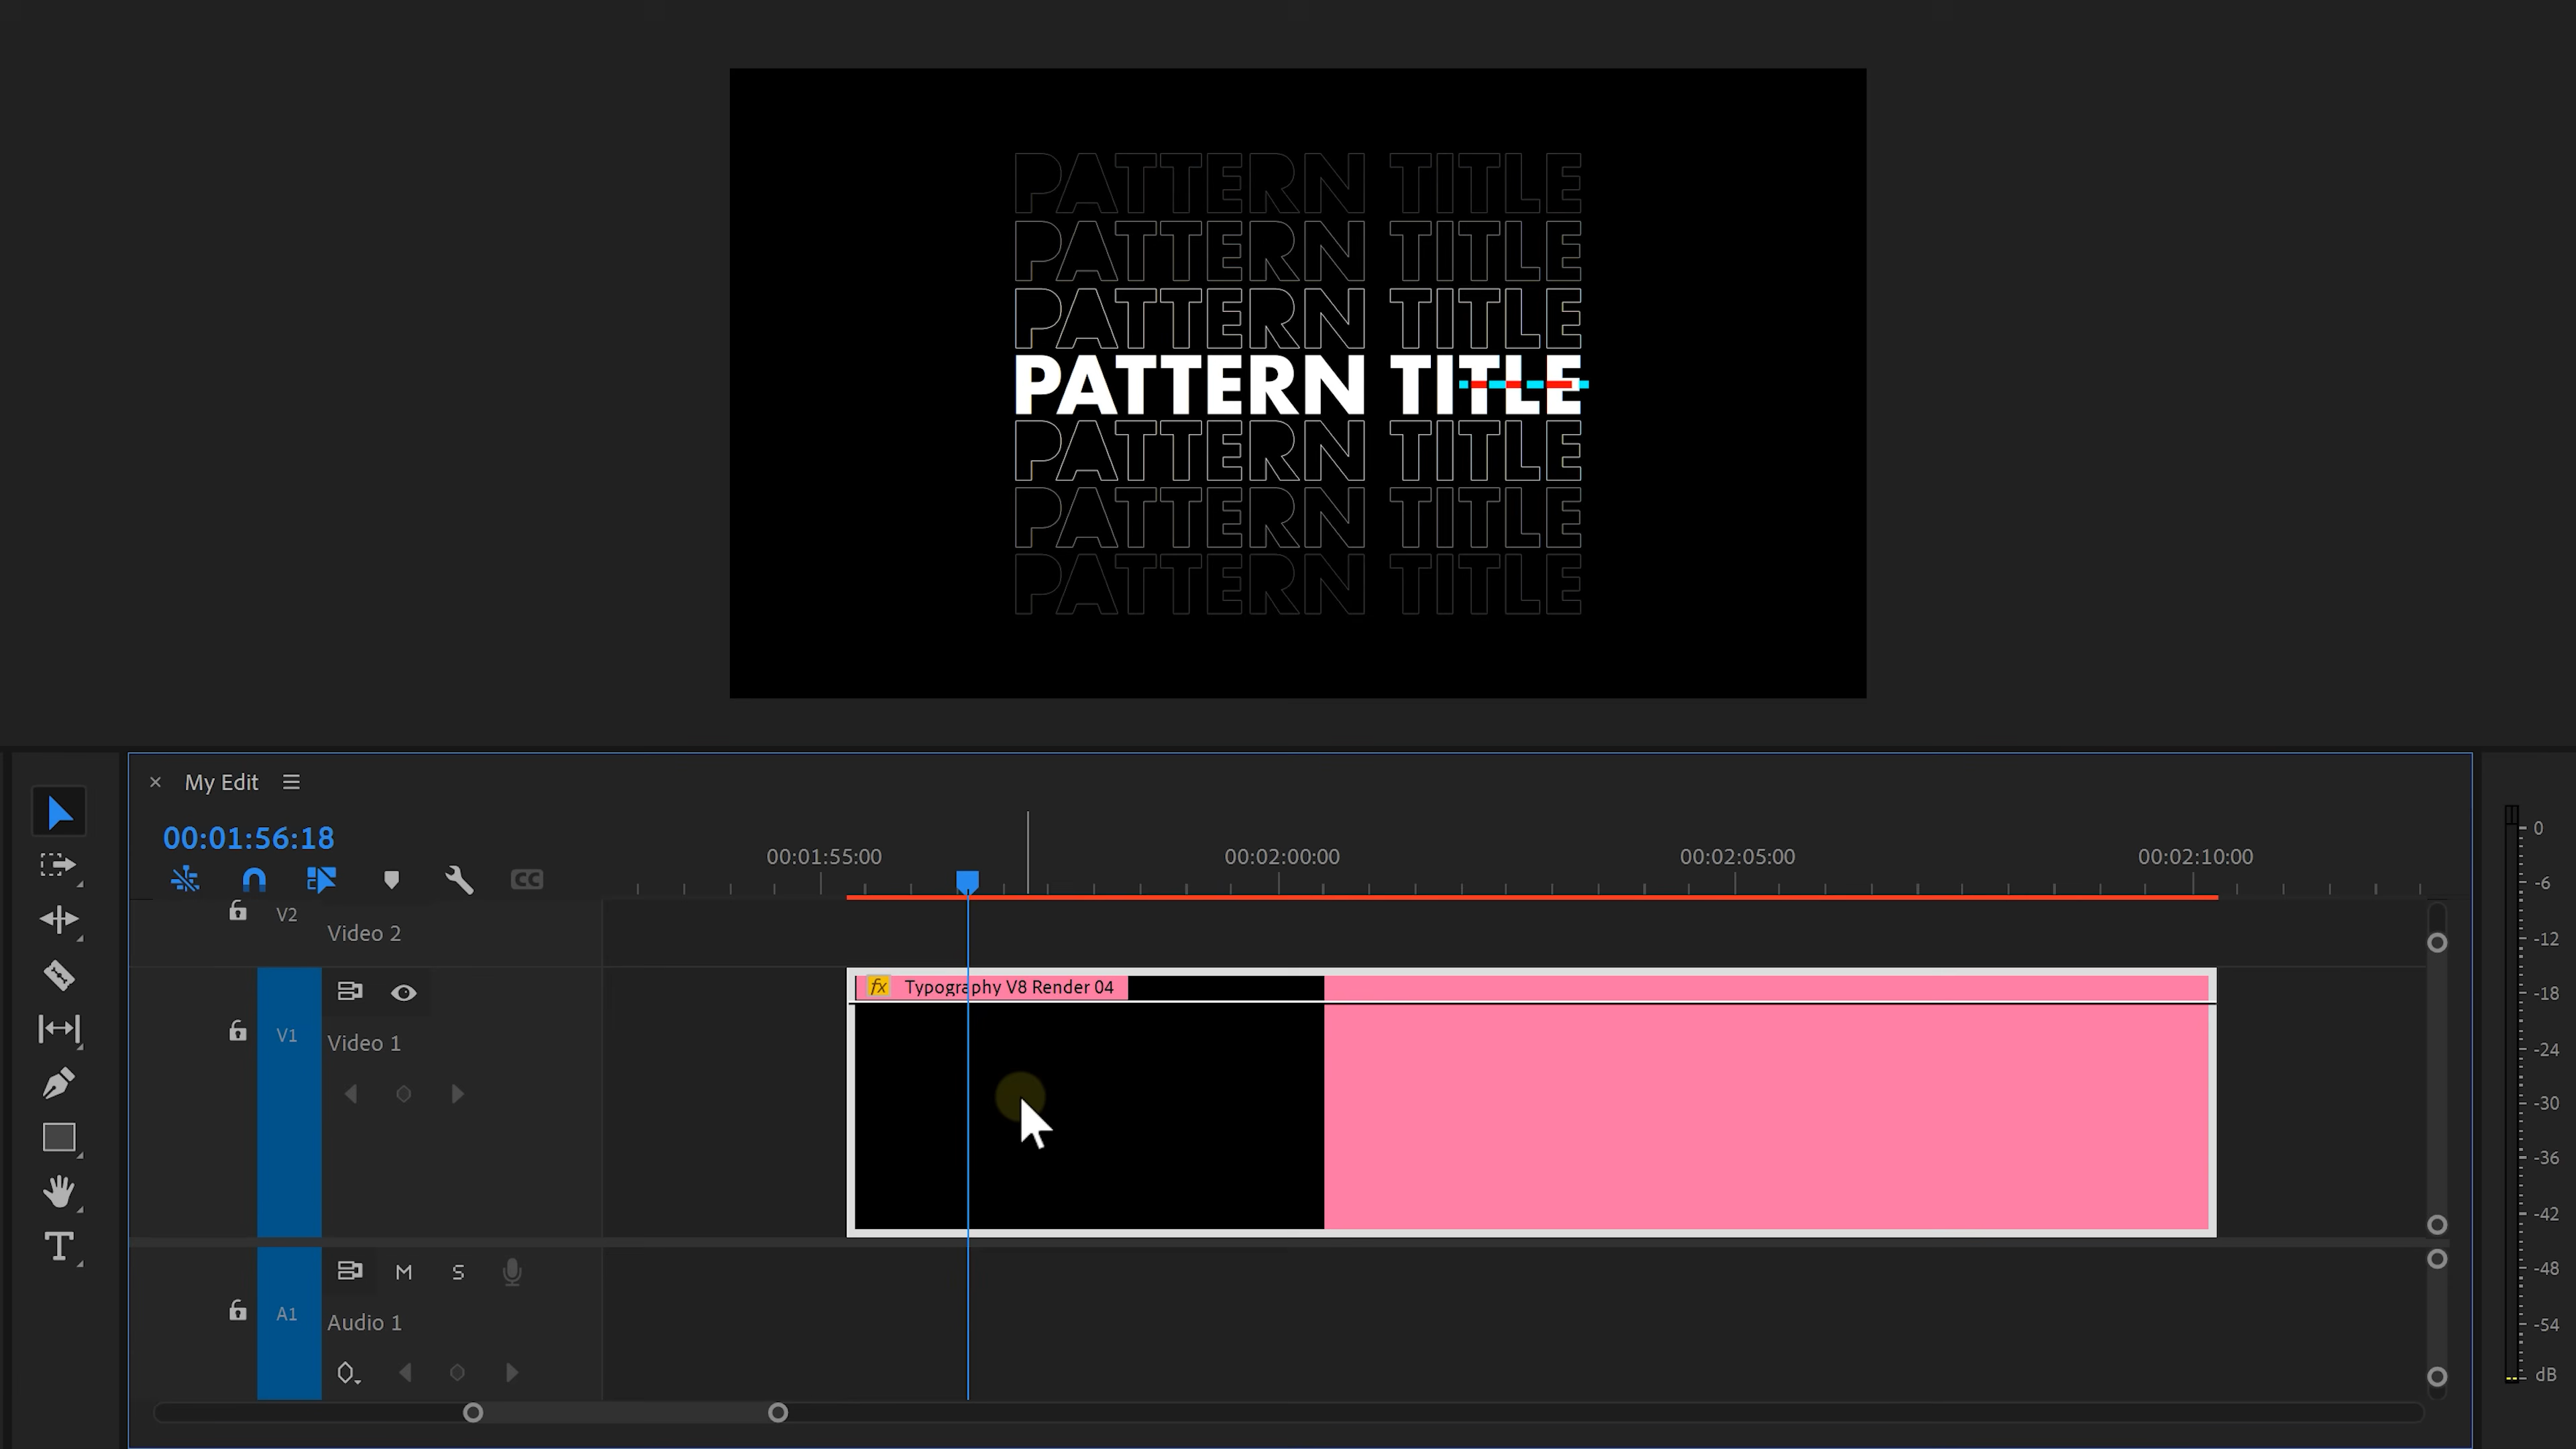 PATTERN TITLE
PATTERN TITLE
PATTERN TITLE
PATTERN TITLE
PATTERN TITLE
PATTERN TITLE
PATTERN TITLE
× My Edit
00:01:56:18
00:01:55:00 00:02:00:00 00:02:05:00 00:02:10:00
CC
V2
Video 2
fx Typography V8 Render 04
V1
Video 1
M S
A1
Audio 1
T
0
-6
-12
-18
-24
-30
-36
-42
-48
-54
dB